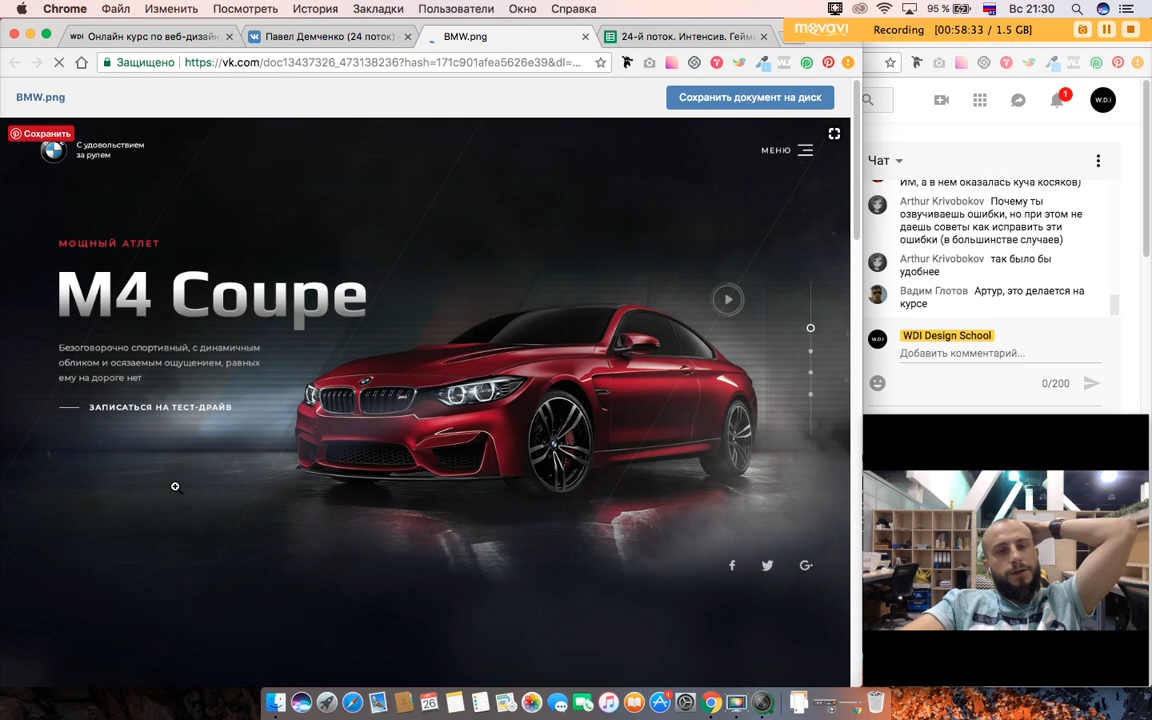 Chrome Файл Изменить Посмотреть История Закладки Пользователи Окно Справка
95 % Вс 21:30
WDI Онлайн курс по веб-дизайн
Павел Демченко (24 поток)
BMW.png
24-й поток. Интенсив. Гейм
movavi
Recording [00:58:33 / 1.5 GB]
Защищено https://vk.com/doc13437326_473138236?hash=171c901afea5626e39&dl=...
BMW.png
Сохранить документ на диск
Сохранить
С удовольствием
за рулем
МЕНЮ
МОЩНЫЙ АТЛЕТ
M4 Coupe
Безоговорочно спортивный, с динамичным
обликом и осязаемым ощущением, равных
ему на дороге нет
ЗАПИСАТЬСЯ НА ТЕСТ-ДРАЙВ
1
W.D.I
Чат
ИМ, а в нем оказалась куча косяков)
Arthur Krivobokov Почему ты
озвучиваешь ошибки, но при этом не
даешь советы как исправить эти
ошибки (в большинстве случаев)
Arthur Krivobokov так было бы
удобнее
Вадим Глотов Артур, это делается на
курсе
WDI Design School
Добавить комментарий...
0/200
26